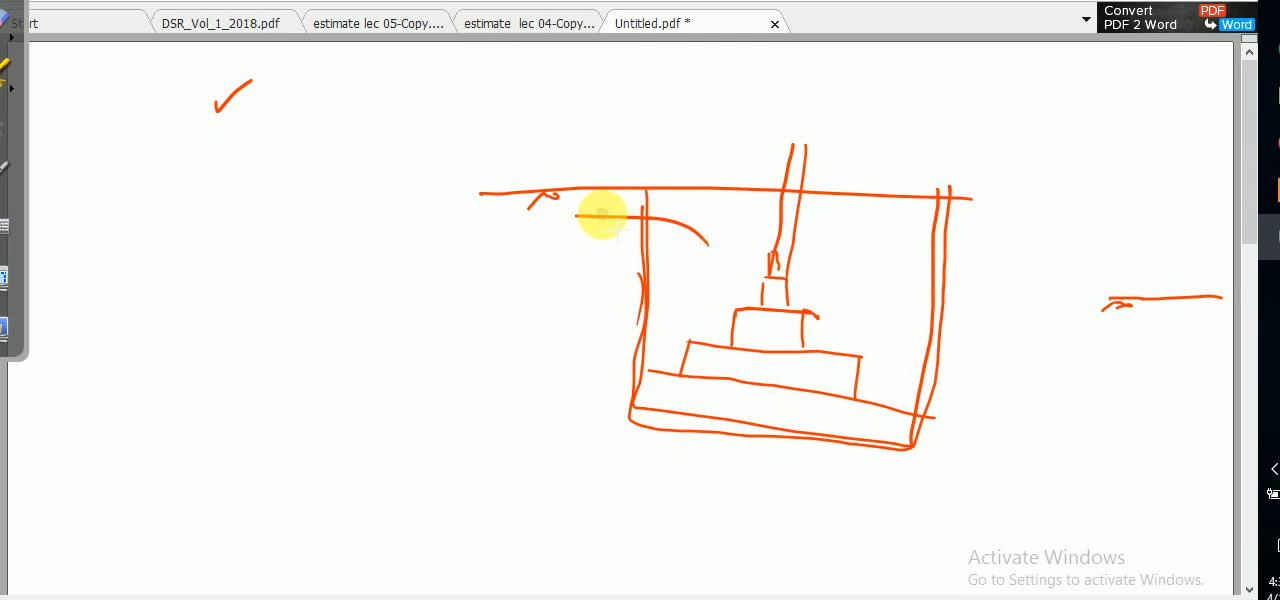 Start
DSR_Vol_1_2018.pdf
estimate lec 05-Copy....
estimate lec 04-Copy...
Untitled.pdf *
Convert
PDF 2 Word
PDF
Word
Activate Windows
Go to Settings to activate Windows.